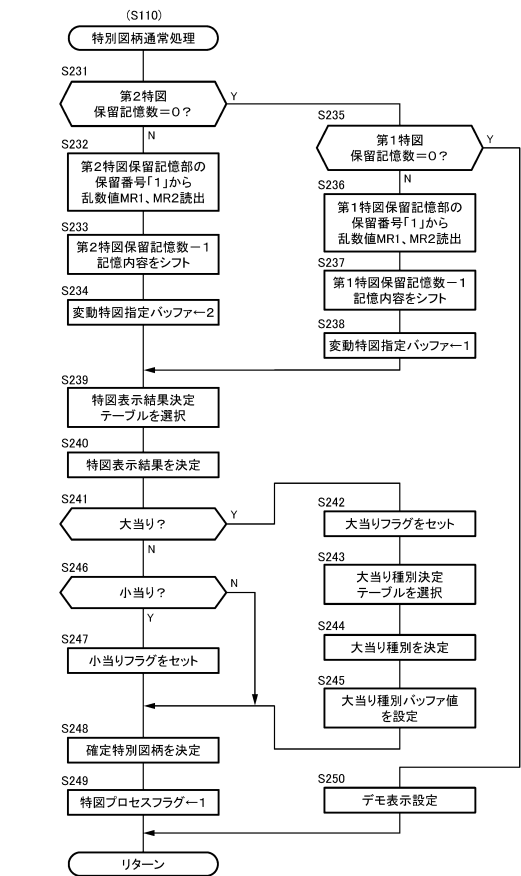 (S110)
特別図柄通常処理
S231
第2特図
保留記憶数=0?
Y
N
S232
第2特図保留記憶部の
保留番号「1」から
乱数値MR1、MR2読出
S233
第2特図保留記憶数-1
記憶内容をシフト
S234
変動特図指定バッファ←2
S235
第1特図
保留記憶数=0?
Y
N
S236
第1特図保留記憶部の
保留番号「1」から
乱数値MR1、MR2読出
S237
第1特図保留記憶数-1
記憶内容をシフト
S238
変動特図指定バッファ←1
S239
特図表示結果決定
テーブルを選択
S240
特図表示結果を決定
S241
大当り?
Y
N
S242
大当りフラグをセット
S243
大当り種別決定
テーブルを選択
S244
大当り種別を決定
S245
大当り種別バッファ値
を設定
S246
小当り?
N
Y
S247
小当りフラグをセット
S248
確定特別図柄を決定
S249
特図プロセスフラグ←1
S250
デモ表示設定
リターン